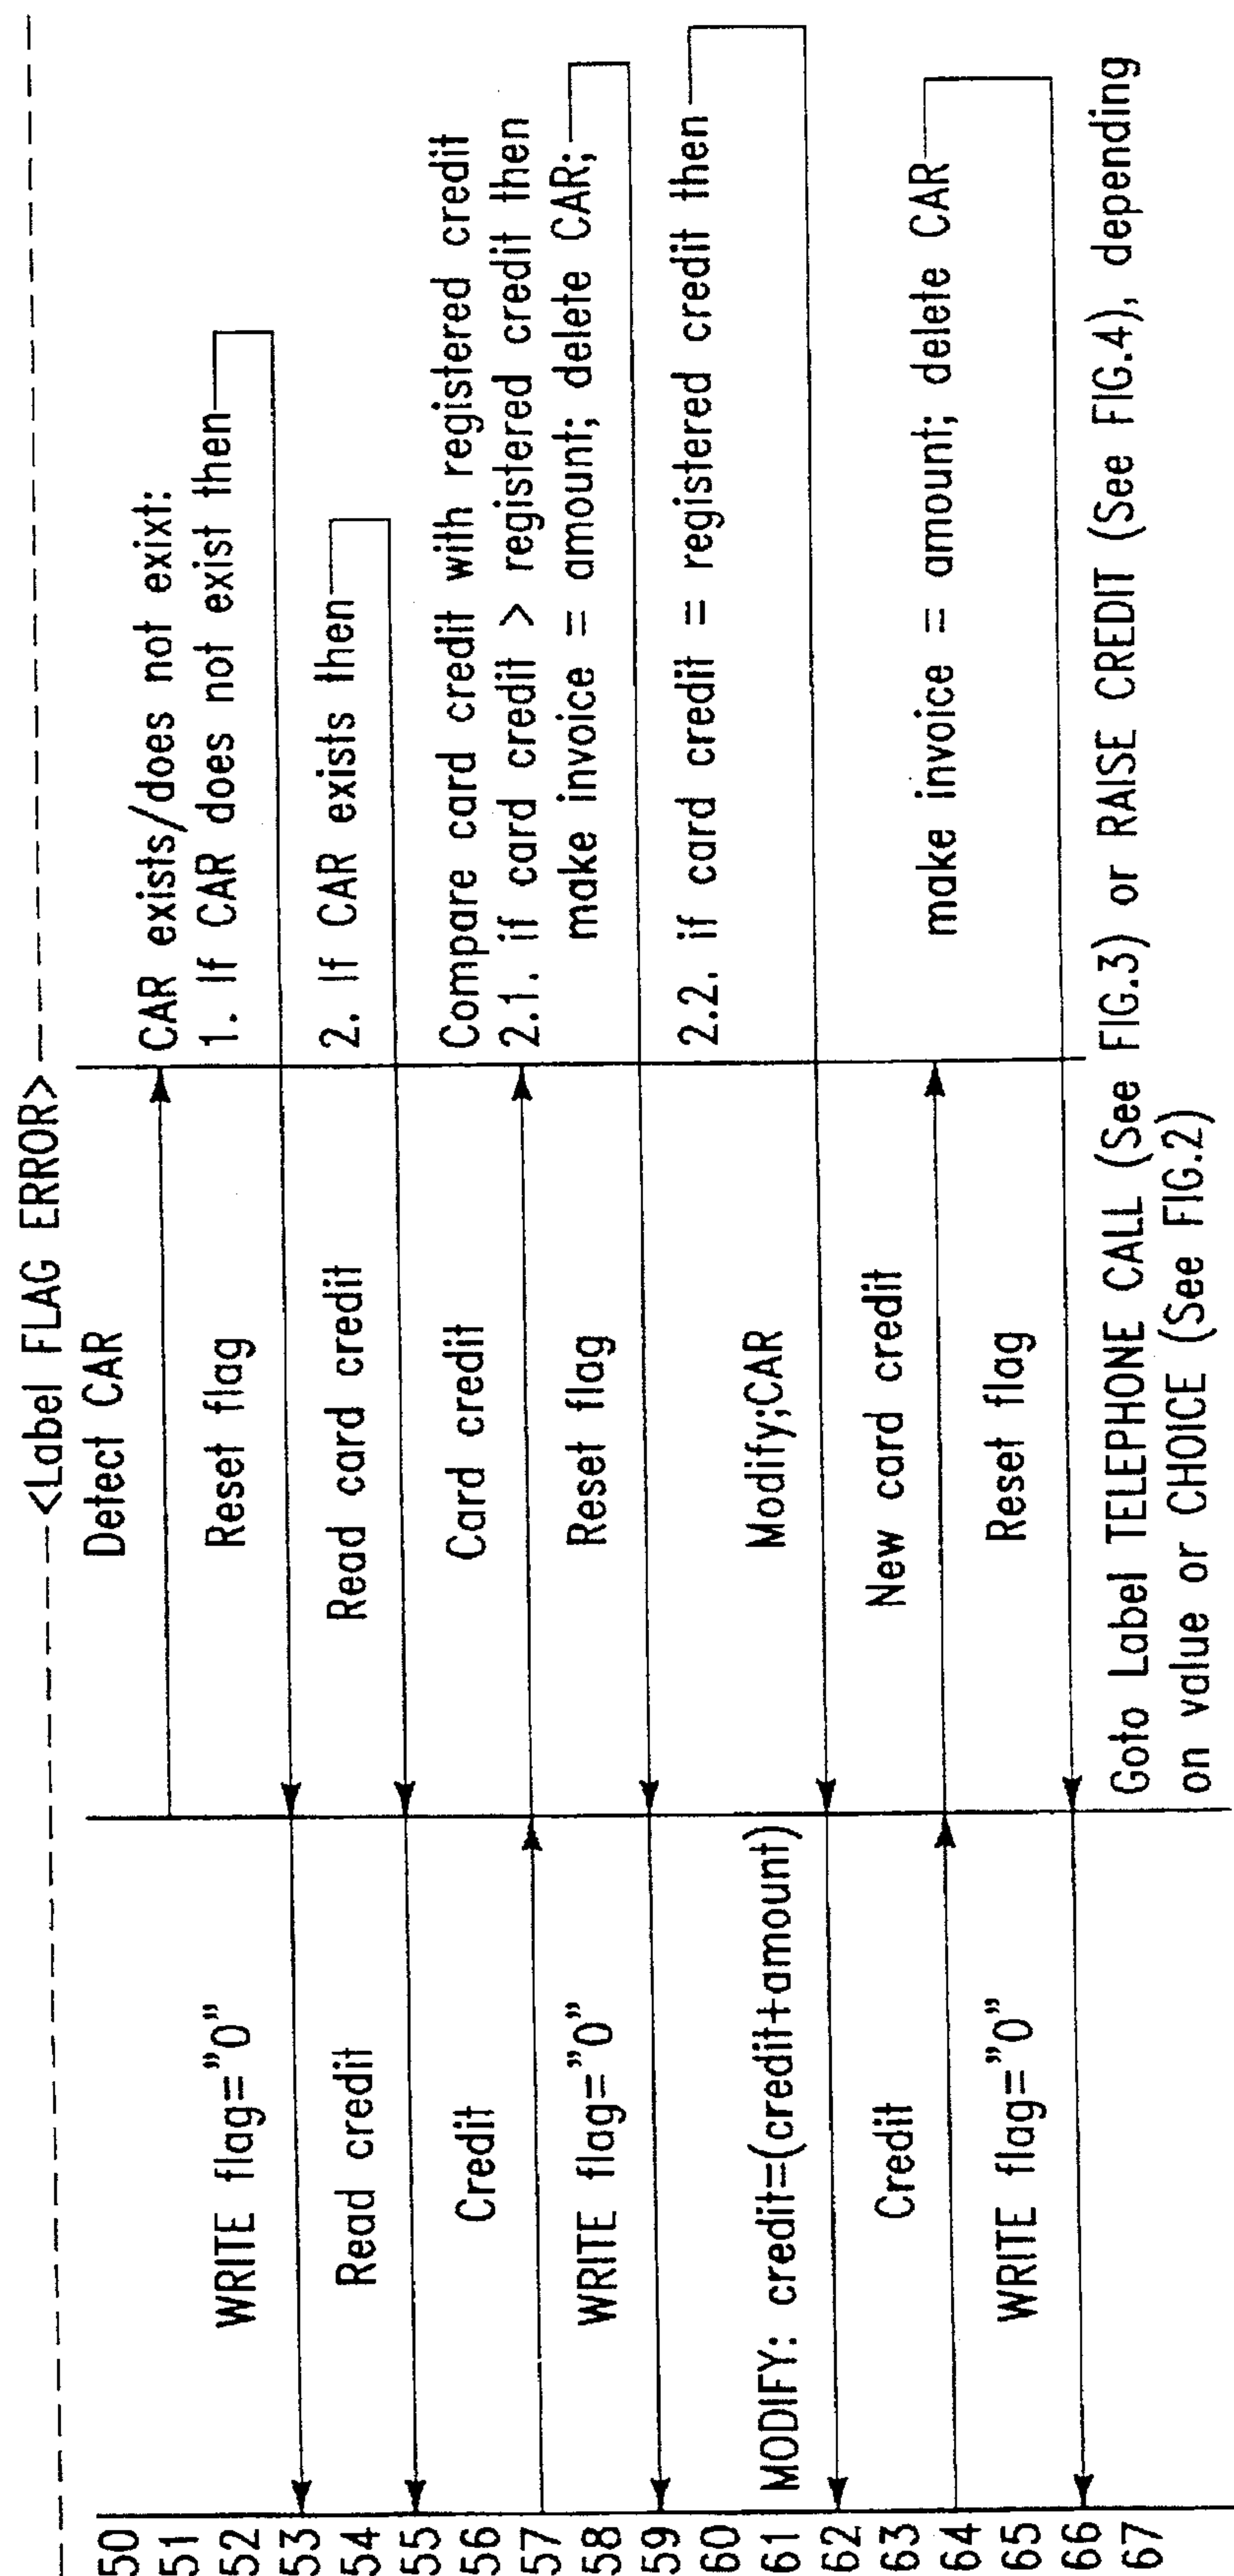 <Label FLAG ERROR>
50 Detect CAR
51 CAR exists/does not exixt:
52 WRITE flag="0" Reset flag 1. If CAR does not exist then
53
54 Read credit Read card credit 2. If CAR exists then
55
56 Credit Card credit Compare card credit with registered credit
57 2.1. if card credit > registered credit then
58 WRITE flag="0" Reset flag make invoice = amount; delete CAR;
59
60 2.2. if card credit = registered credit then
61 MODIFY: credit=(credit+amount) Modify;CAR
62
63 Credit New card credit
64 make invoice = amount; delete CAR
65 WRITE flag="0" Reset flag
66
67 Goto Label TELEPHONE CALL (See FIG.3) or RAISE CREDIT (See FIG.4), depending
on value or CHOICE (See FIG.2)